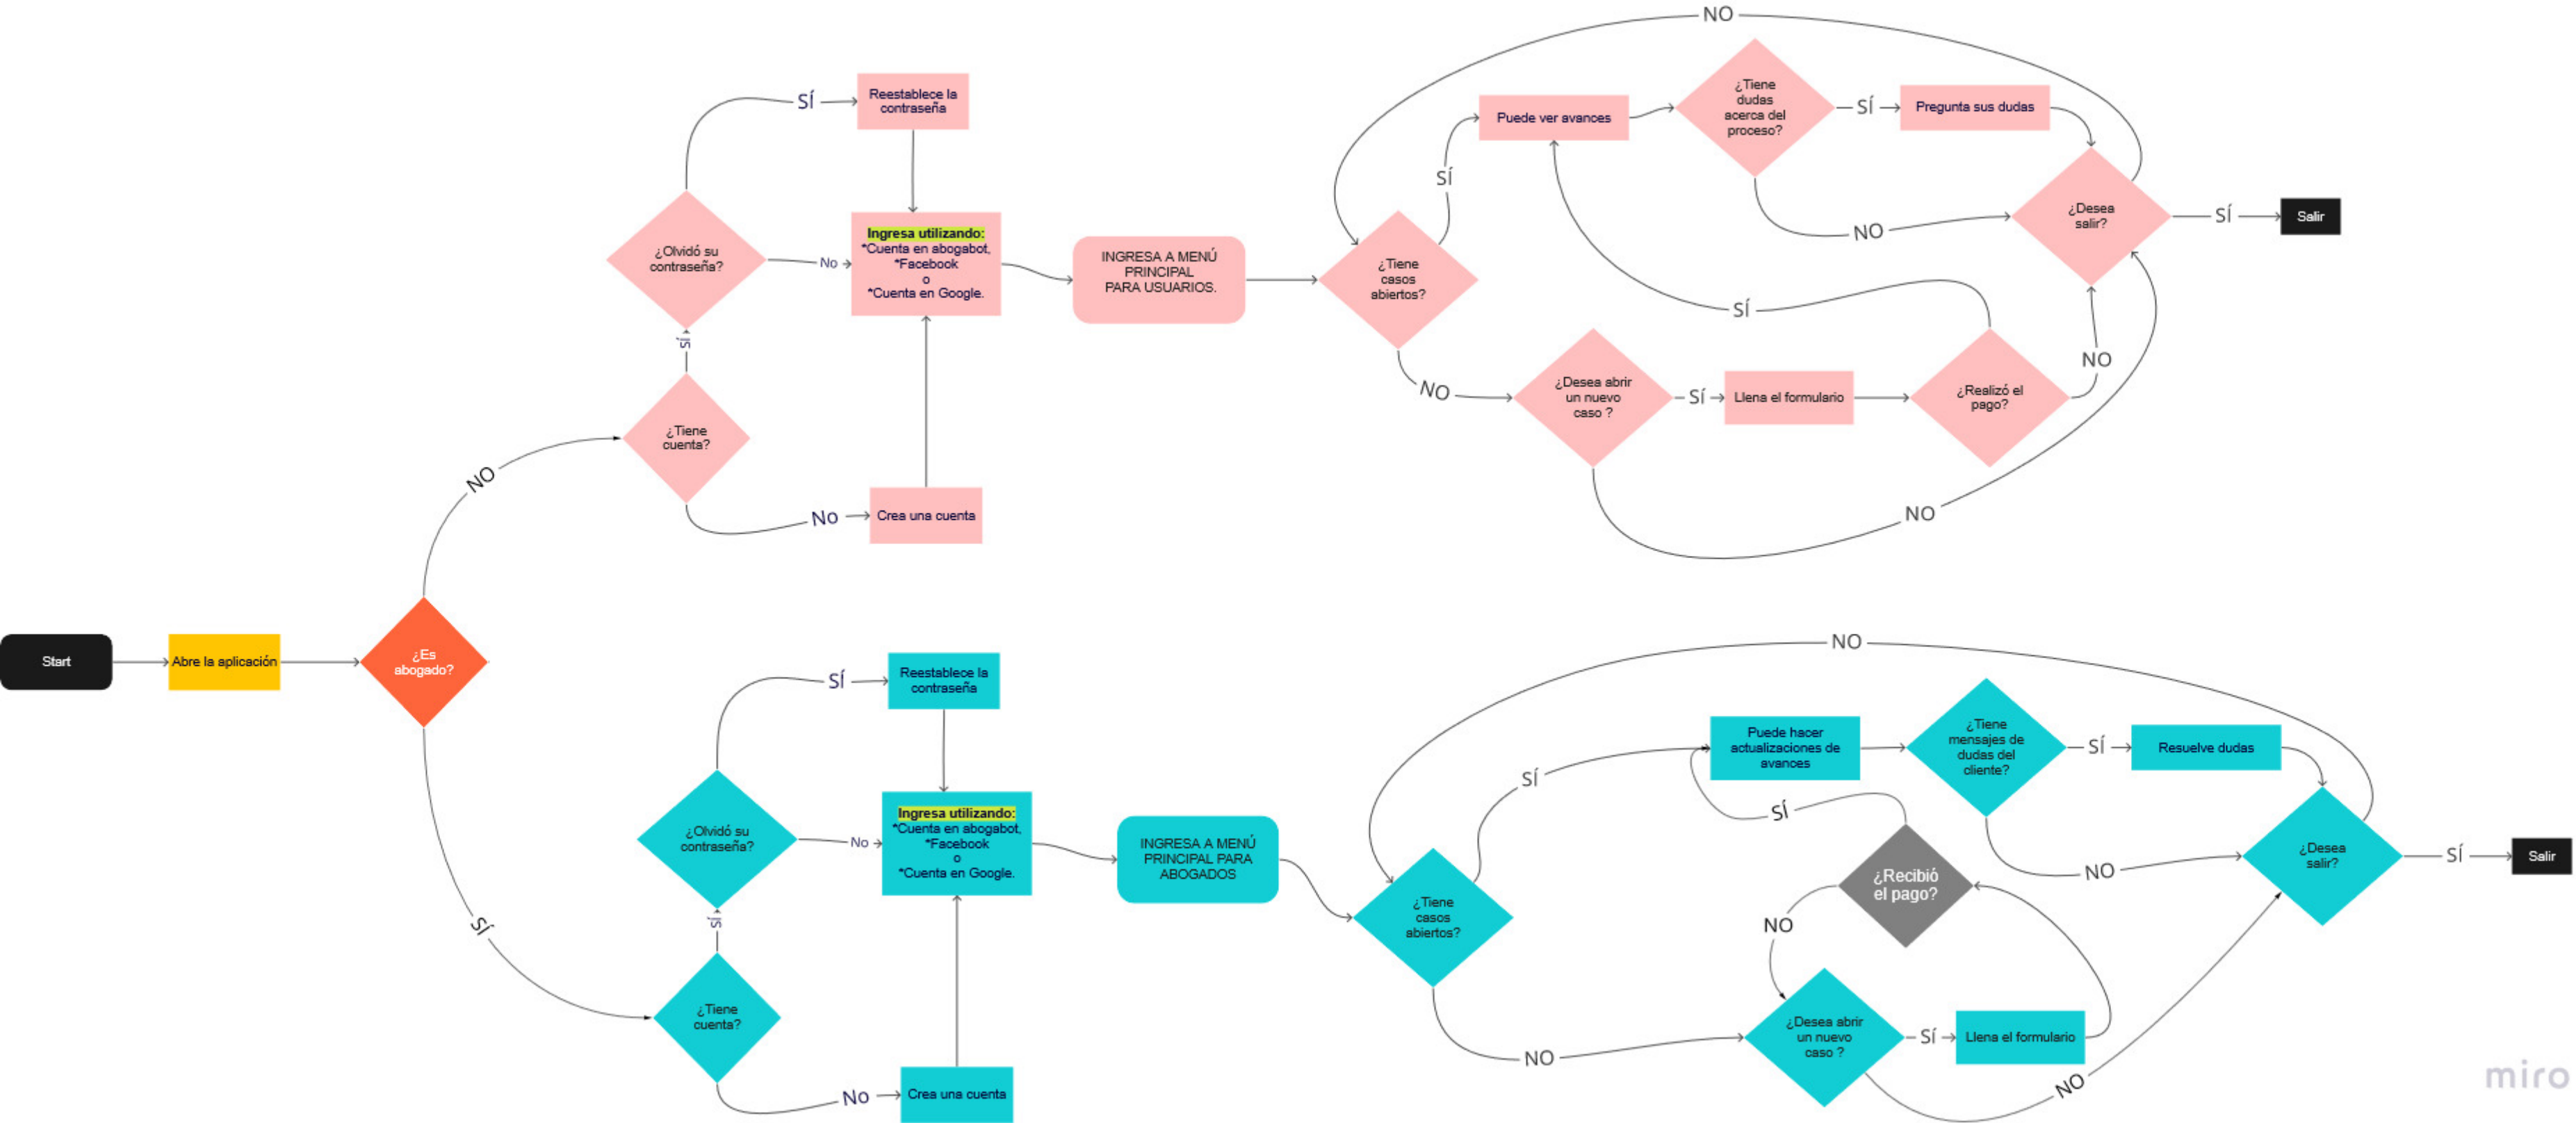 Start
Abre la aplicación
¿Es
abogado?
NO
¿Tiene
cuenta?
SÍ
¿Olvidó su
contraseña?
SÍ
Reestablece la
contraseña
No
Ingresa utilizando:
*Cuenta en abogabot,
*Facebook
o
*Cuenta en Google.
No
Crea una cuenta
INGRESA A MENÚ
PRINCIPAL
PARA USUARIOS.
¿Tiene
casos
abiertos?
SÍ
Puede ver avances
¿Tiene
dudas
acerca del
proceso?
SÍ
Pregunta sus dudas
NO
¿Desea
salir?
NO
SÍ
Salir
NO
¿Desea abrir
un nuevo
caso ?
SÍ
Llena el formulario
¿Realizó el
pago?
SÍ
NO
NO
SÍ
¿Tiene
cuenta?
SÍ
¿Olvidó su
contraseña?
SÍ
Reestablece la
contraseña
No
Ingresa utilizando:
*Cuenta en abogabot,
*Facebook
o
*Cuenta en Google.
No
Crea una cuenta
INGRESA A MENÚ
PRINCIPAL PARA
ABOGADOS
¿Tiene
casos
abiertos?
SÍ
Puede hacer
actualizaciones de
avances
¿Tiene
mensajes de
dudas del
cliente?
SÍ
Resuelve dudas
NO
¿Desea
salir?
NO
SÍ
Salir
NO
¿Desea abrir
un nuevo
caso ?
SÍ
Llena el formulario
¿Recibió
el pago?
SÍ
NO
NO
miro